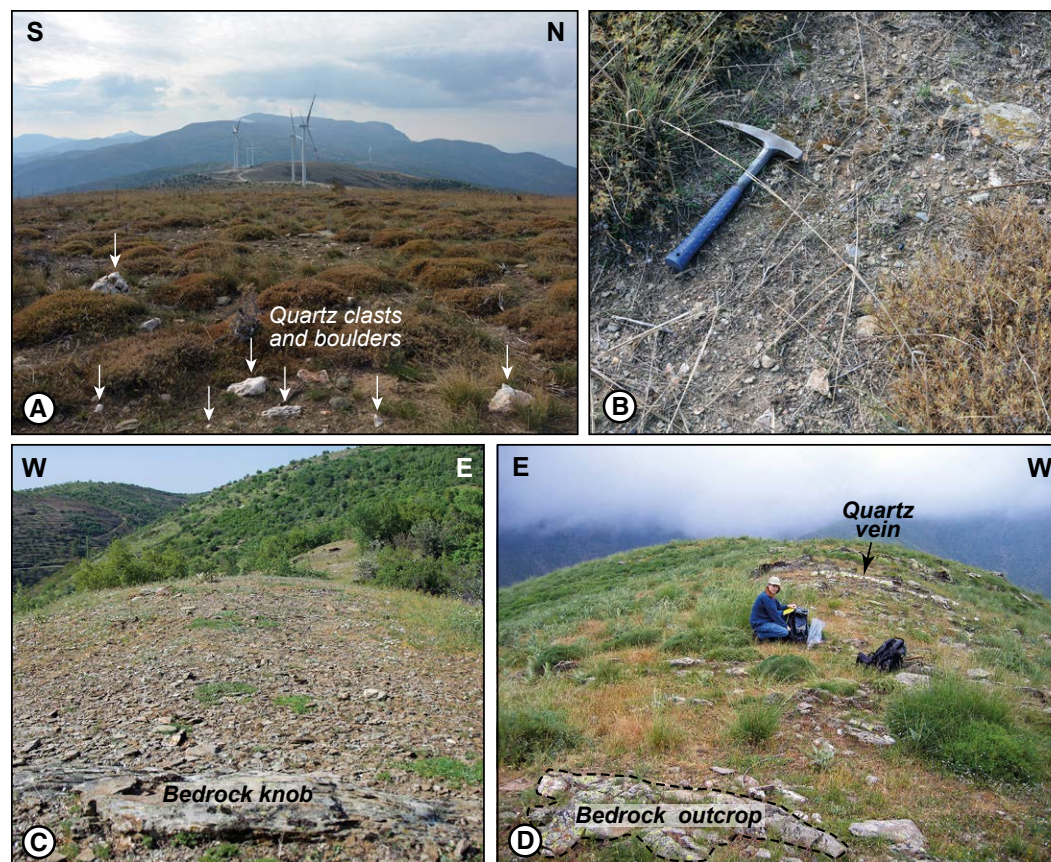 S
N
Quartz clasts
and boulders
A
B
W
E
Bedrock knob
C
E
W
Quartz
vein
Bedrock outcrop
D